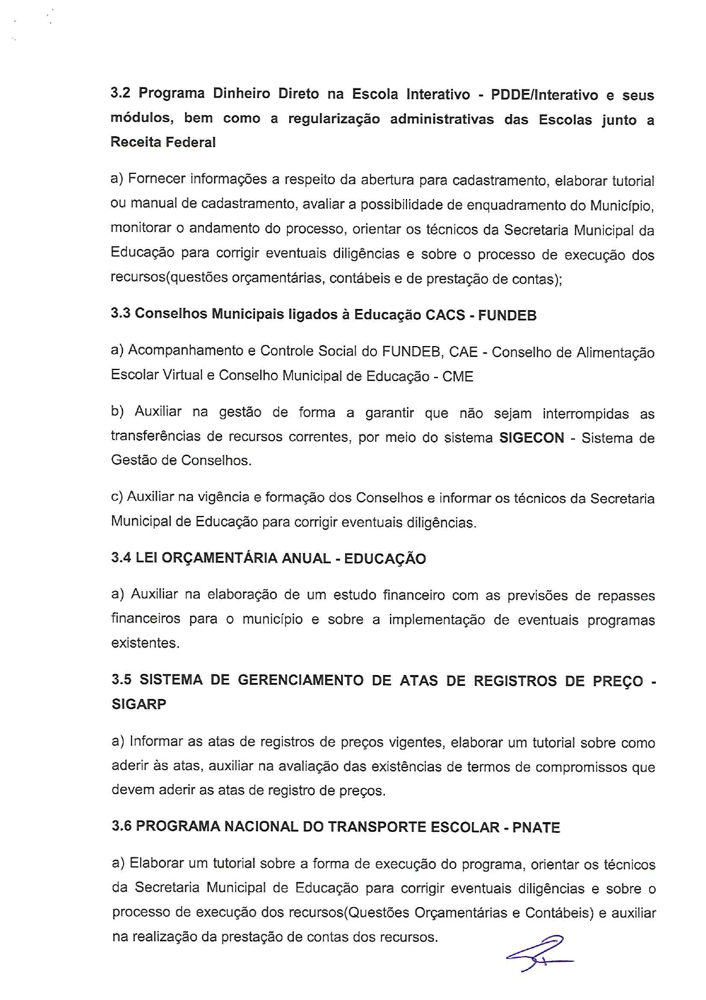 3.2 Programa Dinheiro Direto na Escola Interativo - PDDE/Interativo e seus
módulos, bem como a regularização administrativas das Escolas junto a
Receita Federal
a) Fornecer informações a respeito da abertura para cadastramento, elaborar tutorial
ou manual de cadastramento, avaliar a possibilidade de enquadramento do Município,
monitorar o andamento do processo, orientar os técnicos da Secretaria Municipal da
Educação para corrigir eventuais diligências e sobre o processo de execução dos
recursos(questões orçamentárias, contábeis e de prestação de contas);
3.3 Conselhos Municipais ligados à Educação CACS - FUNDEB
a) Acompanhamento e Controle Social do FUNDEB, CAE - Conselho de Alimentação
Escolar Virtual e Conselho Municipal de Educação - CME
b) Auxiliar na gestão de forma a garantir que não sejam interrompidas as
transferências de recursos correntes, por meio do sistema SIGECON - Sistema de
Gestão de Conselhos.
c) Auxiliar na vigência e formação dos Conselhos e informar os técnicos da Secretaria
Municipal de Educação para corrigir eventuais diligências.
3.4 LEI ORÇAMENTÁRIA ANUAL - EDUCAÇÃO
a) Auxiliar na elaboração de um estudo financeiro com as previsões de repasses
financeiros para o município e sobre a implementação de eventuais programas
existentes.
3.5 SISTEMA DE GERENCIAMENTO DE ATAS DE REGISTROS DE PREÇO -
SIGARP
a) Informar as atas de registros de preços vigentes, elaborar um tutorial sobre como
aderir às atas, auxiliar na avaliação das existências de termos de compromissos que
devem aderir as atas de registro de preços.
3.6 PROGRAMA NACIONAL DO TRANSPORTE ESCOLAR - PNATE
a) Elaborar um tutorial sobre a forma de execução do programa, orientar os técnicos
da Secretaria Municipal de Educação para corrigir eventuais diligências e sobre o
processo de execução dos recursos(Questões Orçamentárias e Contábeis) e auxiliar
na realização da prestação de contas dos recursos.